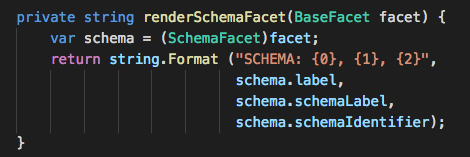 private string renderSchemaFacet(BaseFacet facet) {
    var schema = (SchemaFacet)facet;
    return string.Format ("SCHEMA: {0}, {1}, {2}",
                          schema.label,
                          schema.schemaLabel,
                          schema.schemaIdentifier);
}